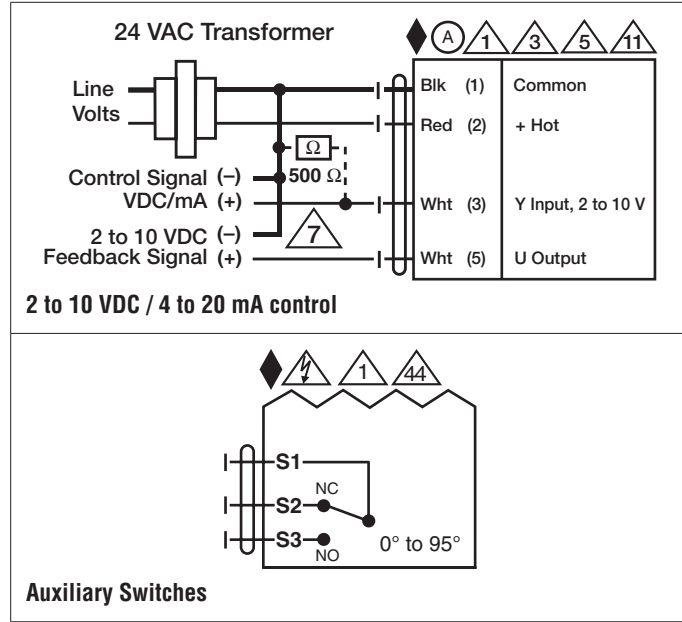 24 VAC Transformer
A 1 3 5 11
Line
Volts
Blk (1) Common
Red (2) + Hot
Ω
500 Ω
Control Signal (–)
VDC/mA (+)
Wht (3) Y Input, 2 to 10 V
7
2 to 10 VDC (–)
Feedback Signal (+)
Wht (5) U Output
2 to 10 VDC / 4 to 20 mA control
1 44
S1
NC
S2
S3
NO
0° to 95°
Auxiliary Switches